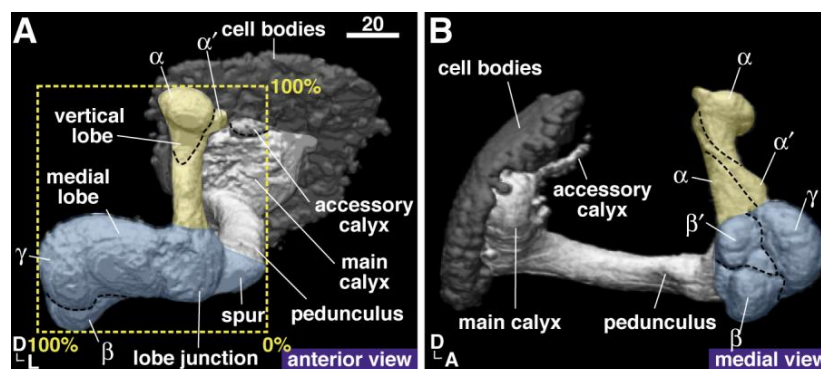 A
cell bodies
20
α
α′
100%
vertical
lobe
medial
lobe
accessory
calyx
main
calyx
γ
pedunculus
spur
β
lobe junction
D
L
100%
0%
anterior view
B
cell bodies
α
α′
accessory
calyx
α
γ
β′
main calyx
pedunculus
β
D
A
medial view